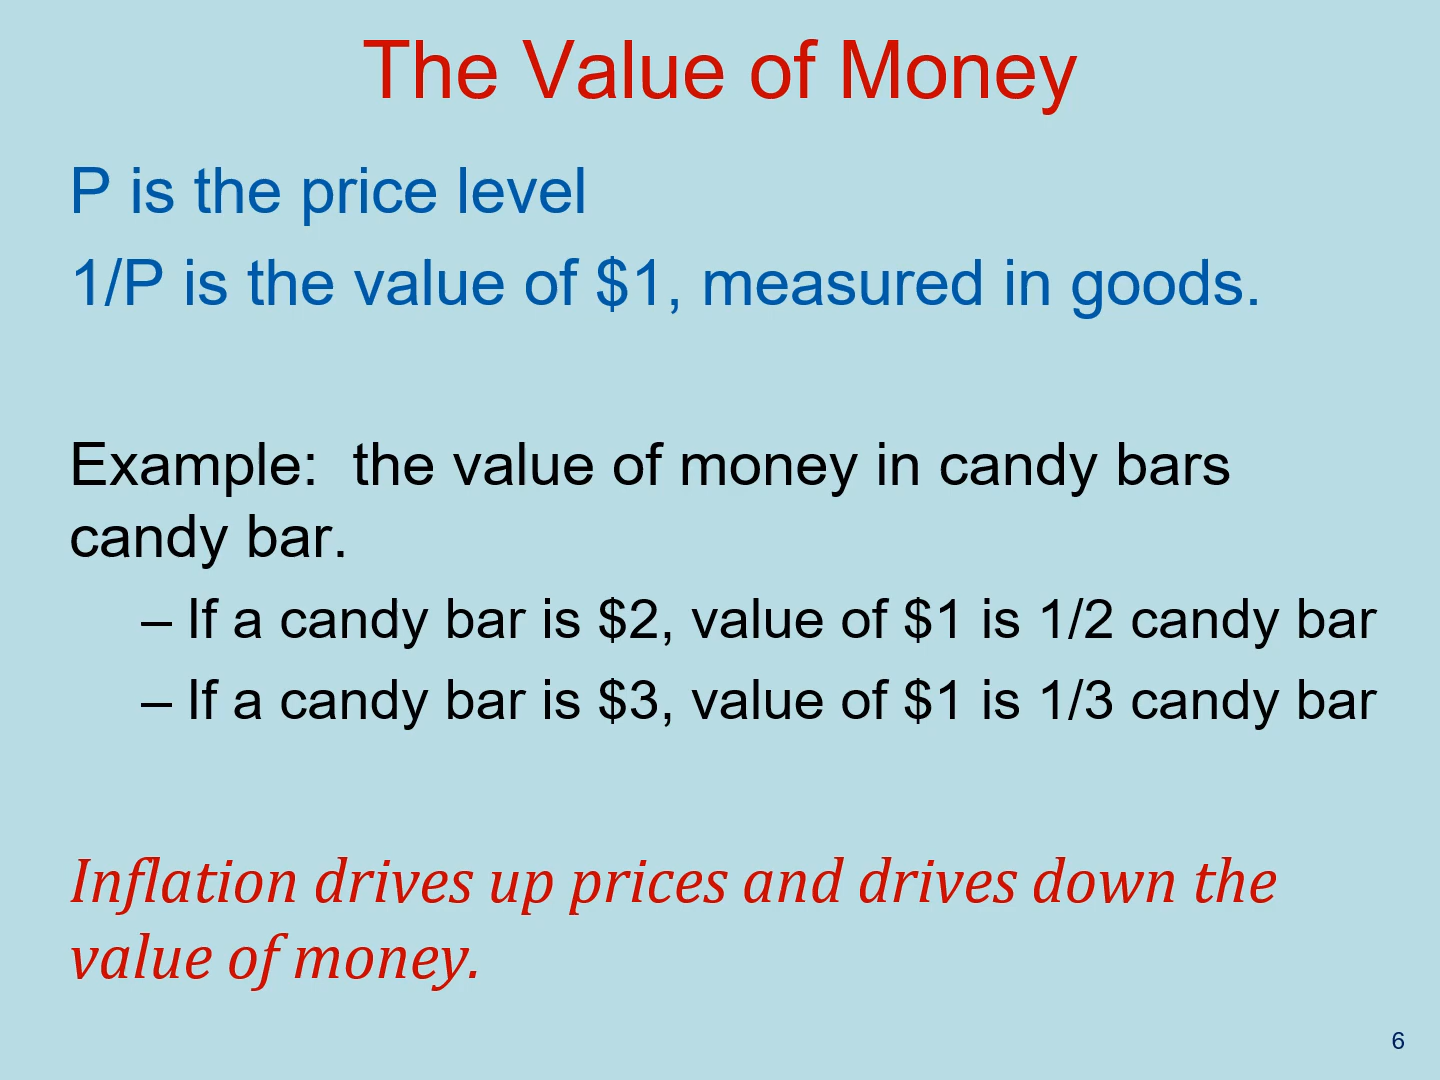 The Value of Money
P is the price level
1/P is the value of $1, measured in goods.
Example:  the value of money in candy bars
candy bar.
– If a candy bar is $2, value of $1 is 1/2 candy bar
– If a candy bar is $3, value of $1 is 1/3 candy bar
Inflation drives up prices and drives down the
value of money.
6